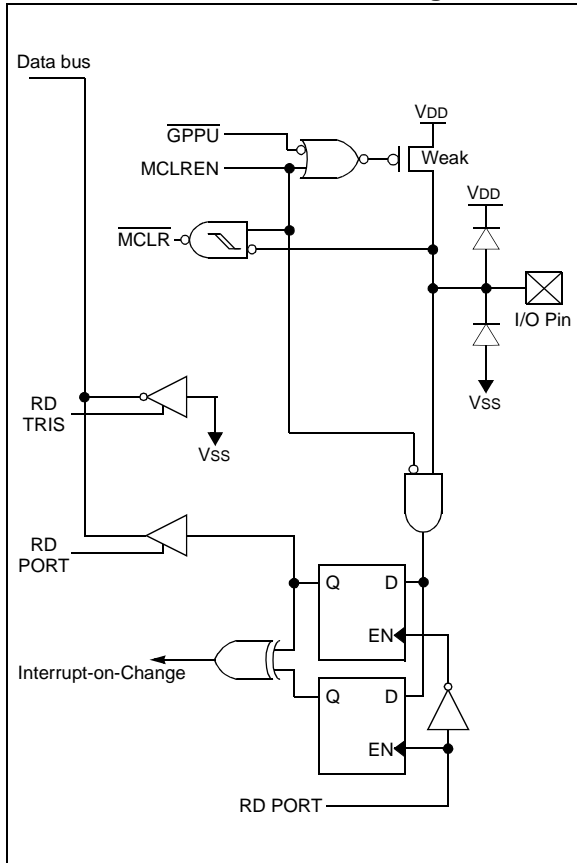 Data bus
VDD
GPPU
MCLREN
Weak
VDD
MCLR
I/O Pin
VSS
RD
TRIS
VSS
RD
PORT
Q
D
EN
Interrupt-on-Change
Q
D
EN
RD PORT